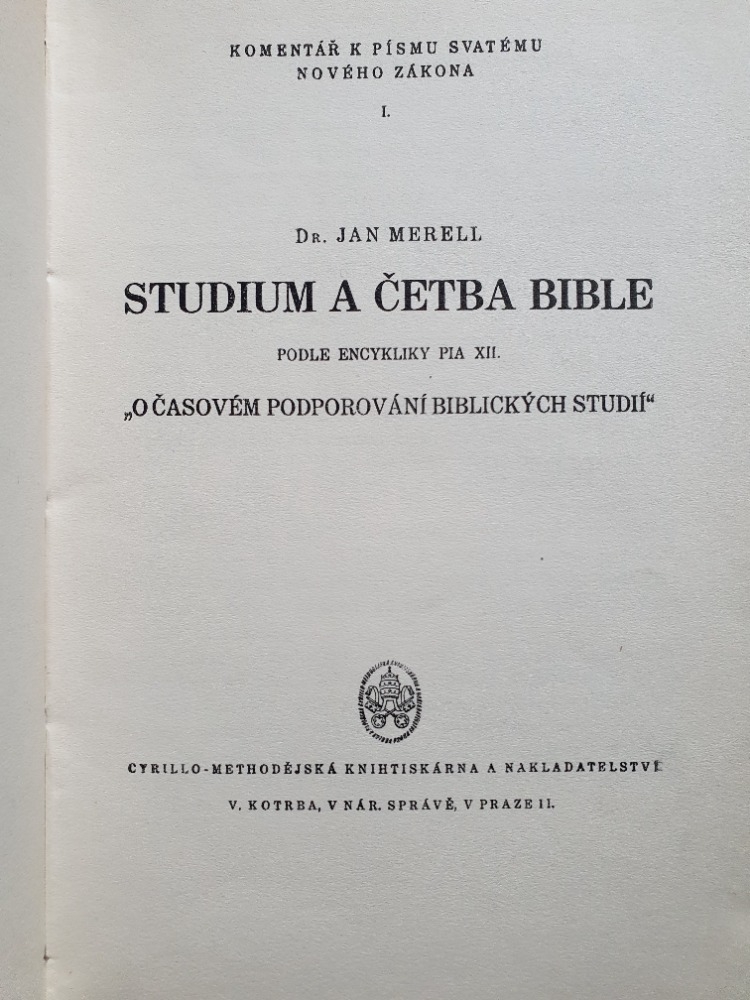 KOMENTÁŘ K PÍSMU SVATÉMU
NOVÉHO ZÁKONA
I.
DR. JAN MERELL
STUDIUM A ČETBA BIBLE
PODLE ENCYKLIKY PIA XII.
„O ČASOVÉM PODPOROVÁNÍ BIBLICKÝCH STUDIÍ“
CYRILLO-METHODĚJSKÁ KNIHTISKÁRNA A NAKLADATELSTVÍ
V. KOTRBA, V NÁR. SPRÁVĚ, V PRAZE II.